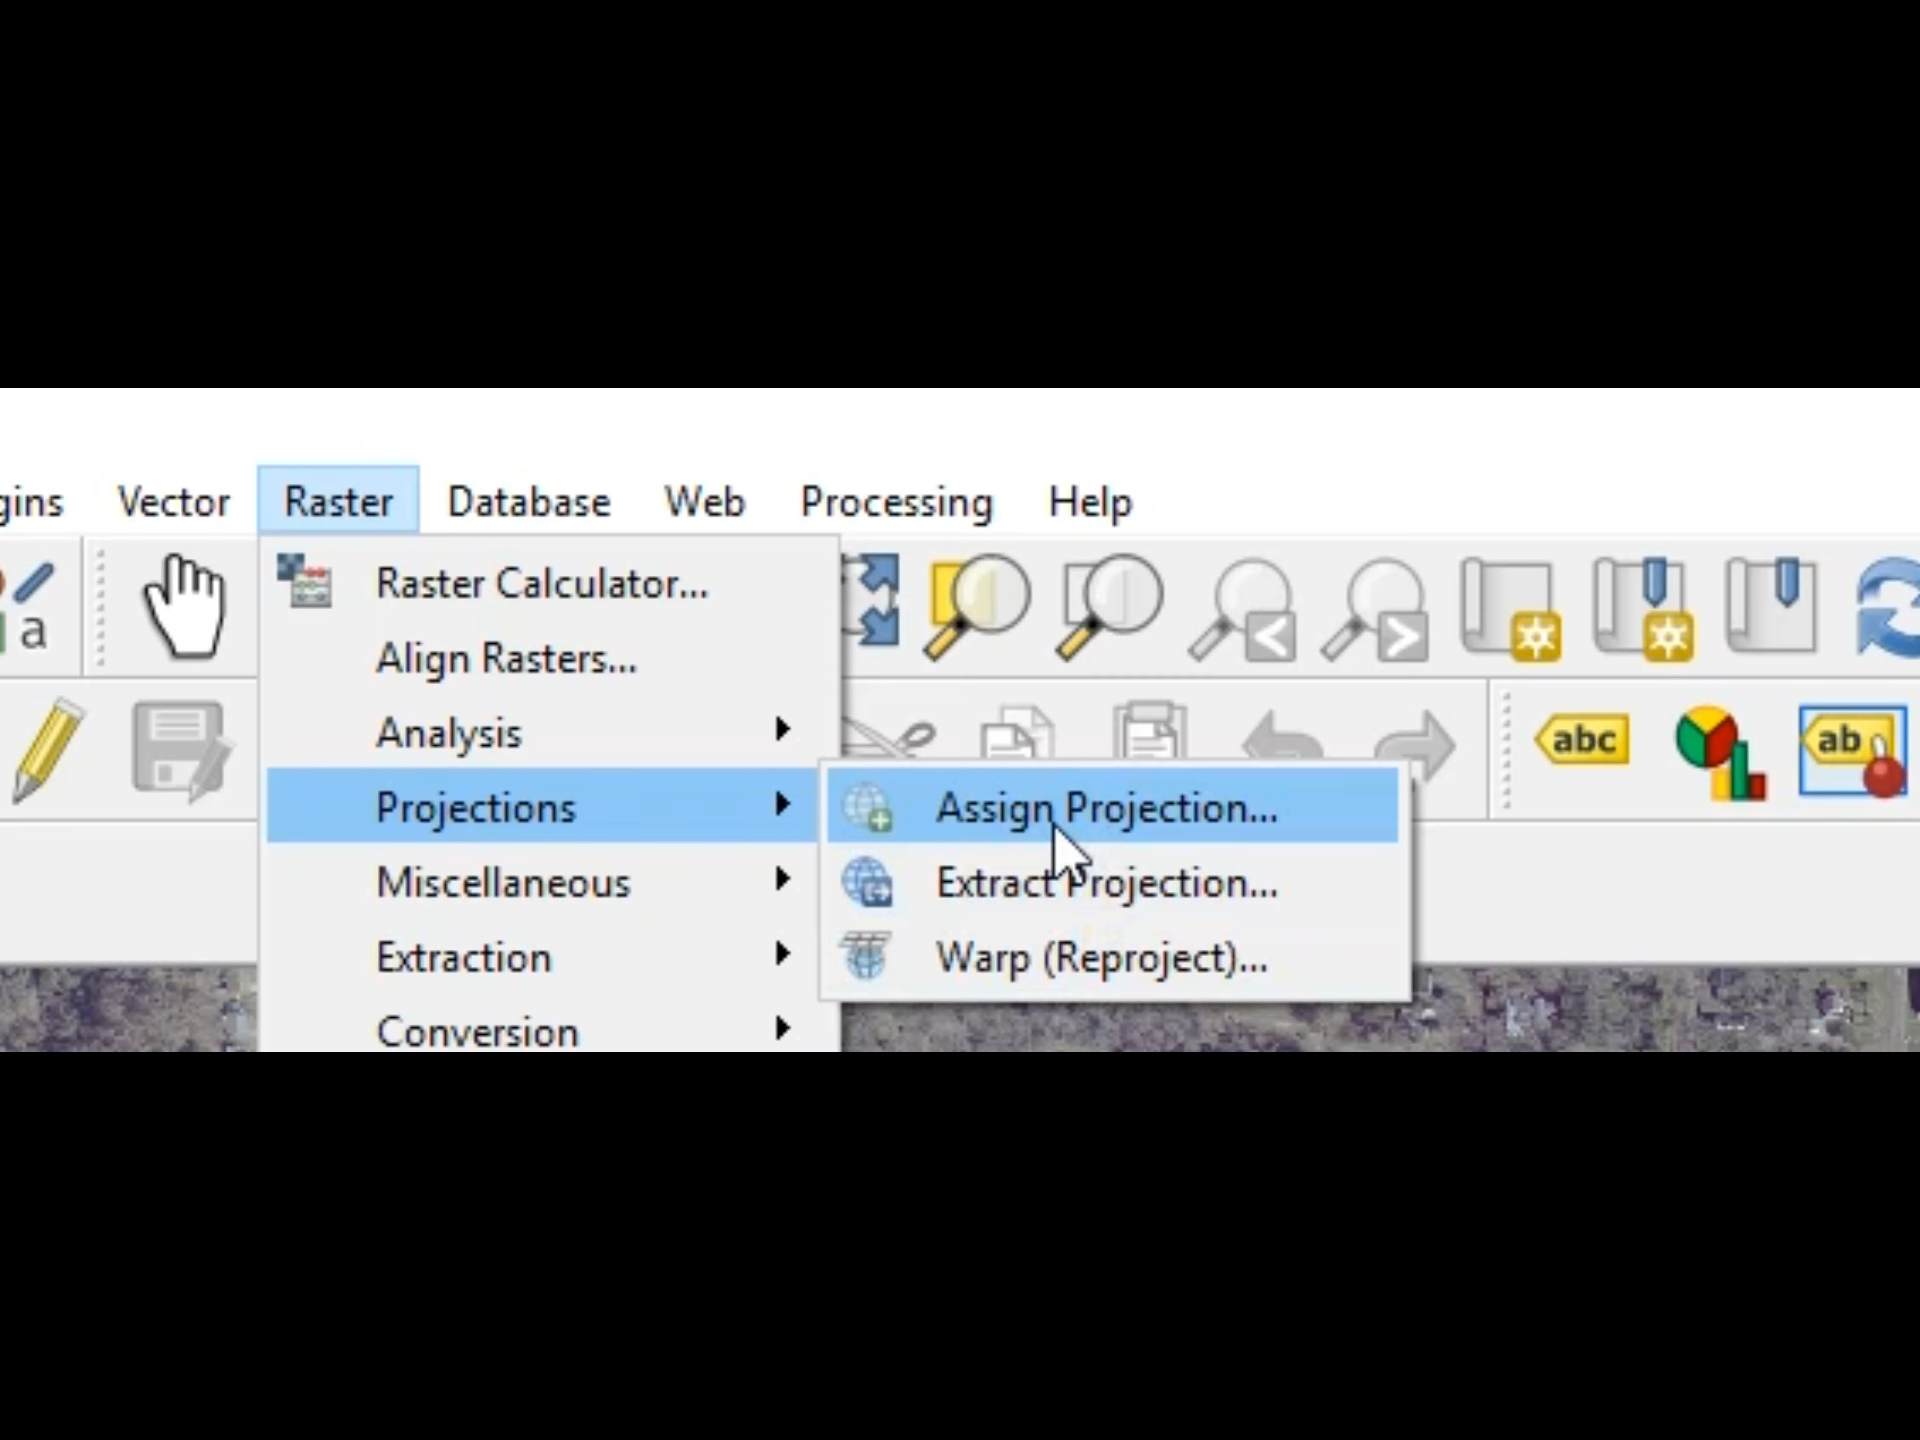 gins Vector Raster Database Web Processing Help
Raster Calculator...
a
Align Rasters...
Analysis
abc
ab
Projections
Assign Projection...
Miscellaneous
Extract Projection...
Extraction
Warp (Reproject)...
Conversion